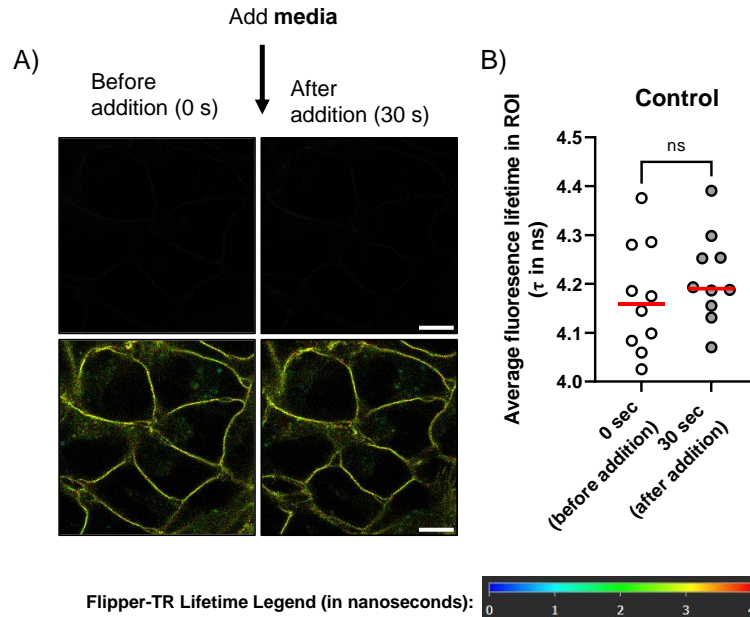 Add media
A)
Before
addition (0 s)
After
addition (30 s)
B)
Control
Average fluoresence lifetime in ROI
(τ in ns)
4.5
4.4
4.3
4.2
4.1
4.0
ns
0 sec
(before addition)
30 sec
(after addition)
Flipper-TR Lifetime Legend (in nanoseconds):
0 1 2 3 4